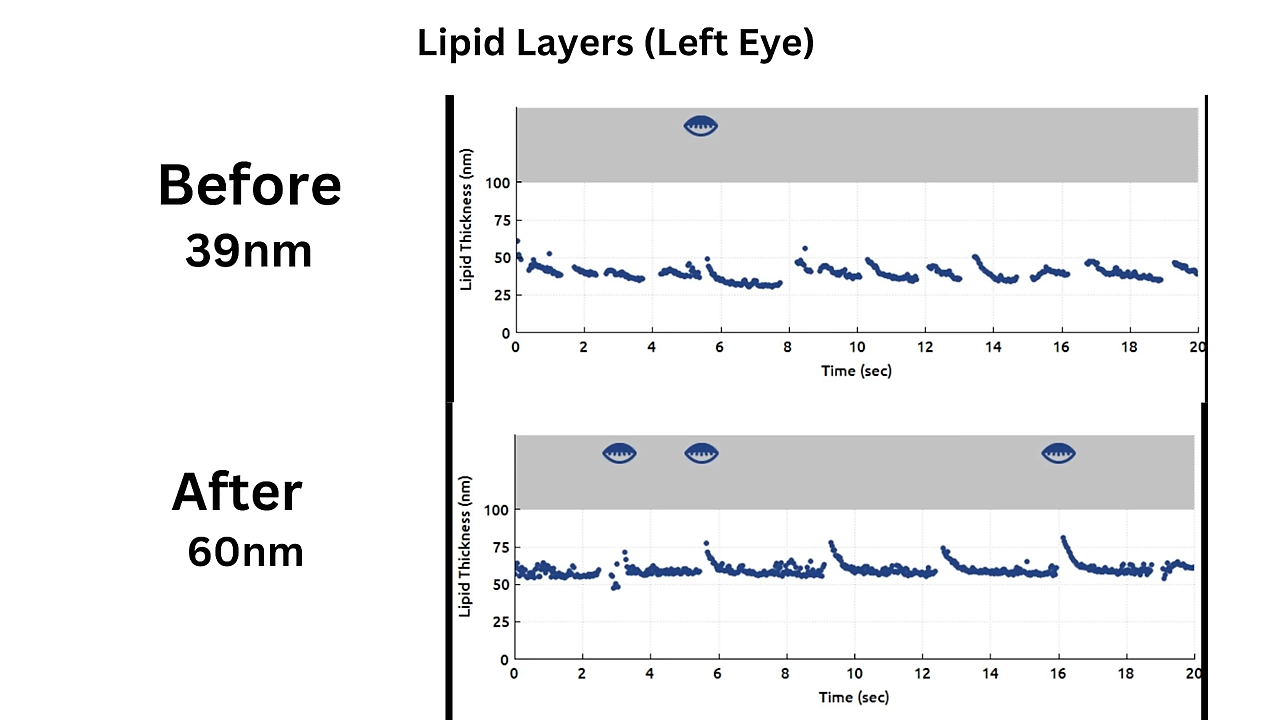 Lipid Layers (Left Eye)
Before
39nm
Lipid Thickness (nm)
100
75
50
25
0
0 2 4 6 8 10 12 14 16 18 20
Time (sec)
After
60nm
Lipid Thickness (nm)
100
75
50
25
0
0 2 4 6 8 10 12 14 16 18 20
Time (sec)